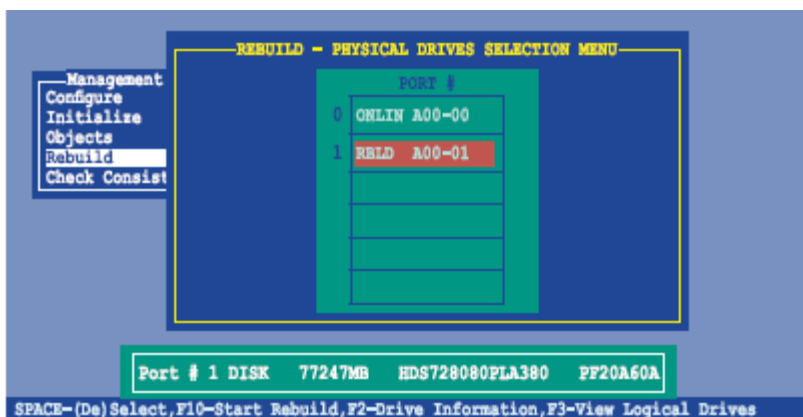 REBUILD - PHYSICAL DRIVES SELECTION MENU
Management
Configure
Initialize
Objects
Rebuild
Check Consist
PORT #
0 ONLIN A00-00
1 RBLD A00-01
Port # 1 DISK 77247MB HDS728080PLA380 PF20A60A
SPACE-(De)Select,F10-Start Rebuild,F2-Drive Information,F3-View Logical Drives